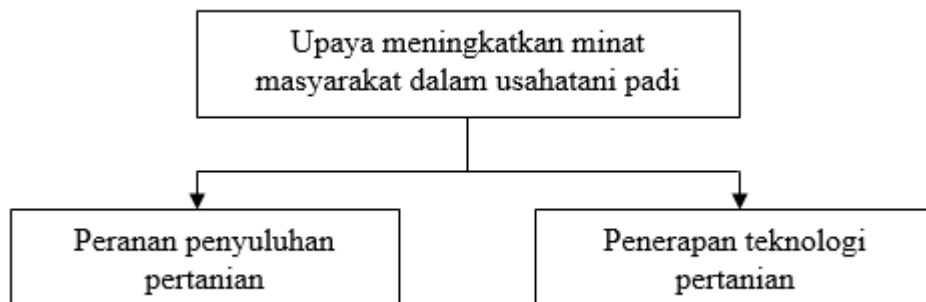 Upaya meningkatkan minat
masyarakat dalam usahatani padi
Peranan penyuluhan
pertanian
Penerapan teknologi
pertanian